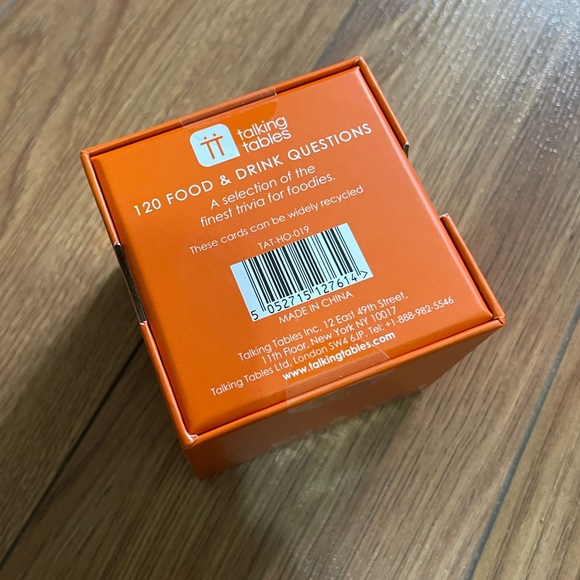 talking
tables
120 FOOD & DRINK QUESTIONS
A selection of the
finest trivia for foodies.
These cards can be widely recycled
TAT-HO-019
5 052715 127614 >
MADE IN CHINA
Talking Tables Inc, 12 East 49th Street,
11th Floor, New York NY 10017
Talking Tables Ltd, London SW4 6JP. Tel: +1-888-982-5546
www.talkingtables.com